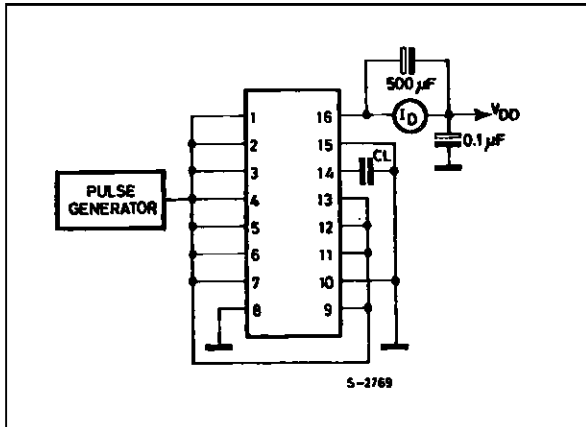 500 µF
I_D
V_DD
0.1 µF
CL
PULSE
GENERATOR
1
2
3
4
5
6
7
8
16
15
14
13
12
11
10
9
S-2769